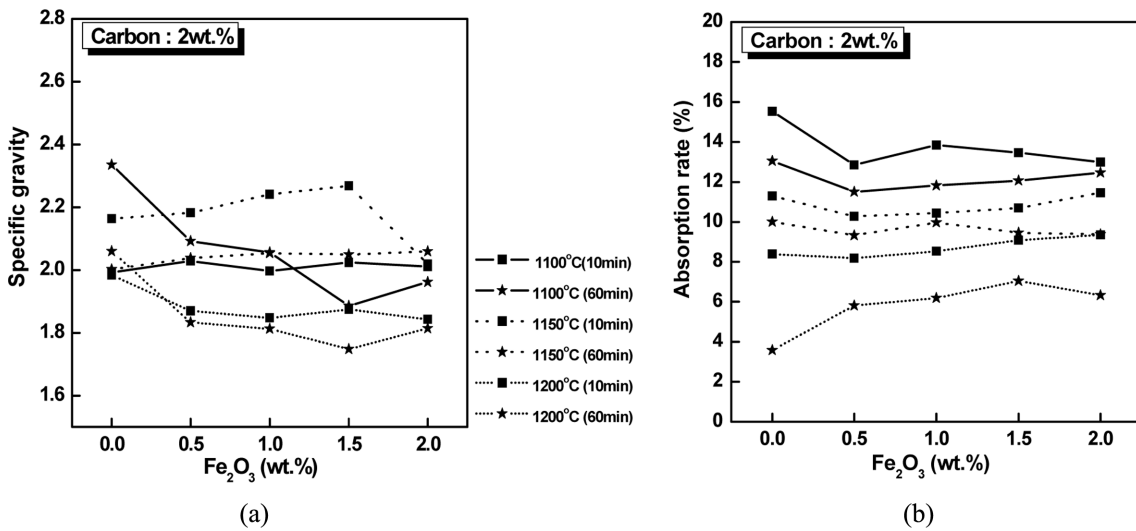 Carbon : 2wt.%
Specific gravity
2.8
2.6
2.4
2.2
2.0
1.8
1.6
0.0 0.5 1.0 1.5 2.0
Fe₂O₃ (wt.%)
(a)
1100°C(10min)
1100°C (60min)
1150°C (10min)
1150°C (60min)
1200°C (10min)
1200°C (60min)
Carbon : 2wt.%
Absorption rate (%)
20
18
16
14
12
10
8
6
4
2
0
0.0 0.5 1.0 1.5 2.0
Fe₂O₃ (wt.%)
(b)